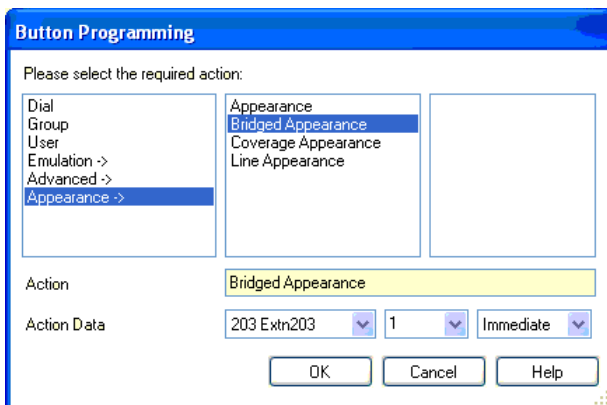 Button Programming
Please select the required action:
Dial
Group
User
Emulation ->
Advanced ->
Appearance ->
Appearance
Bridged Appearance
Coverage Appearance
Line Appearance
Action
Bridged Appearance
Action Data
203 Extn203
1
Immediate
OK
Cancel
Help